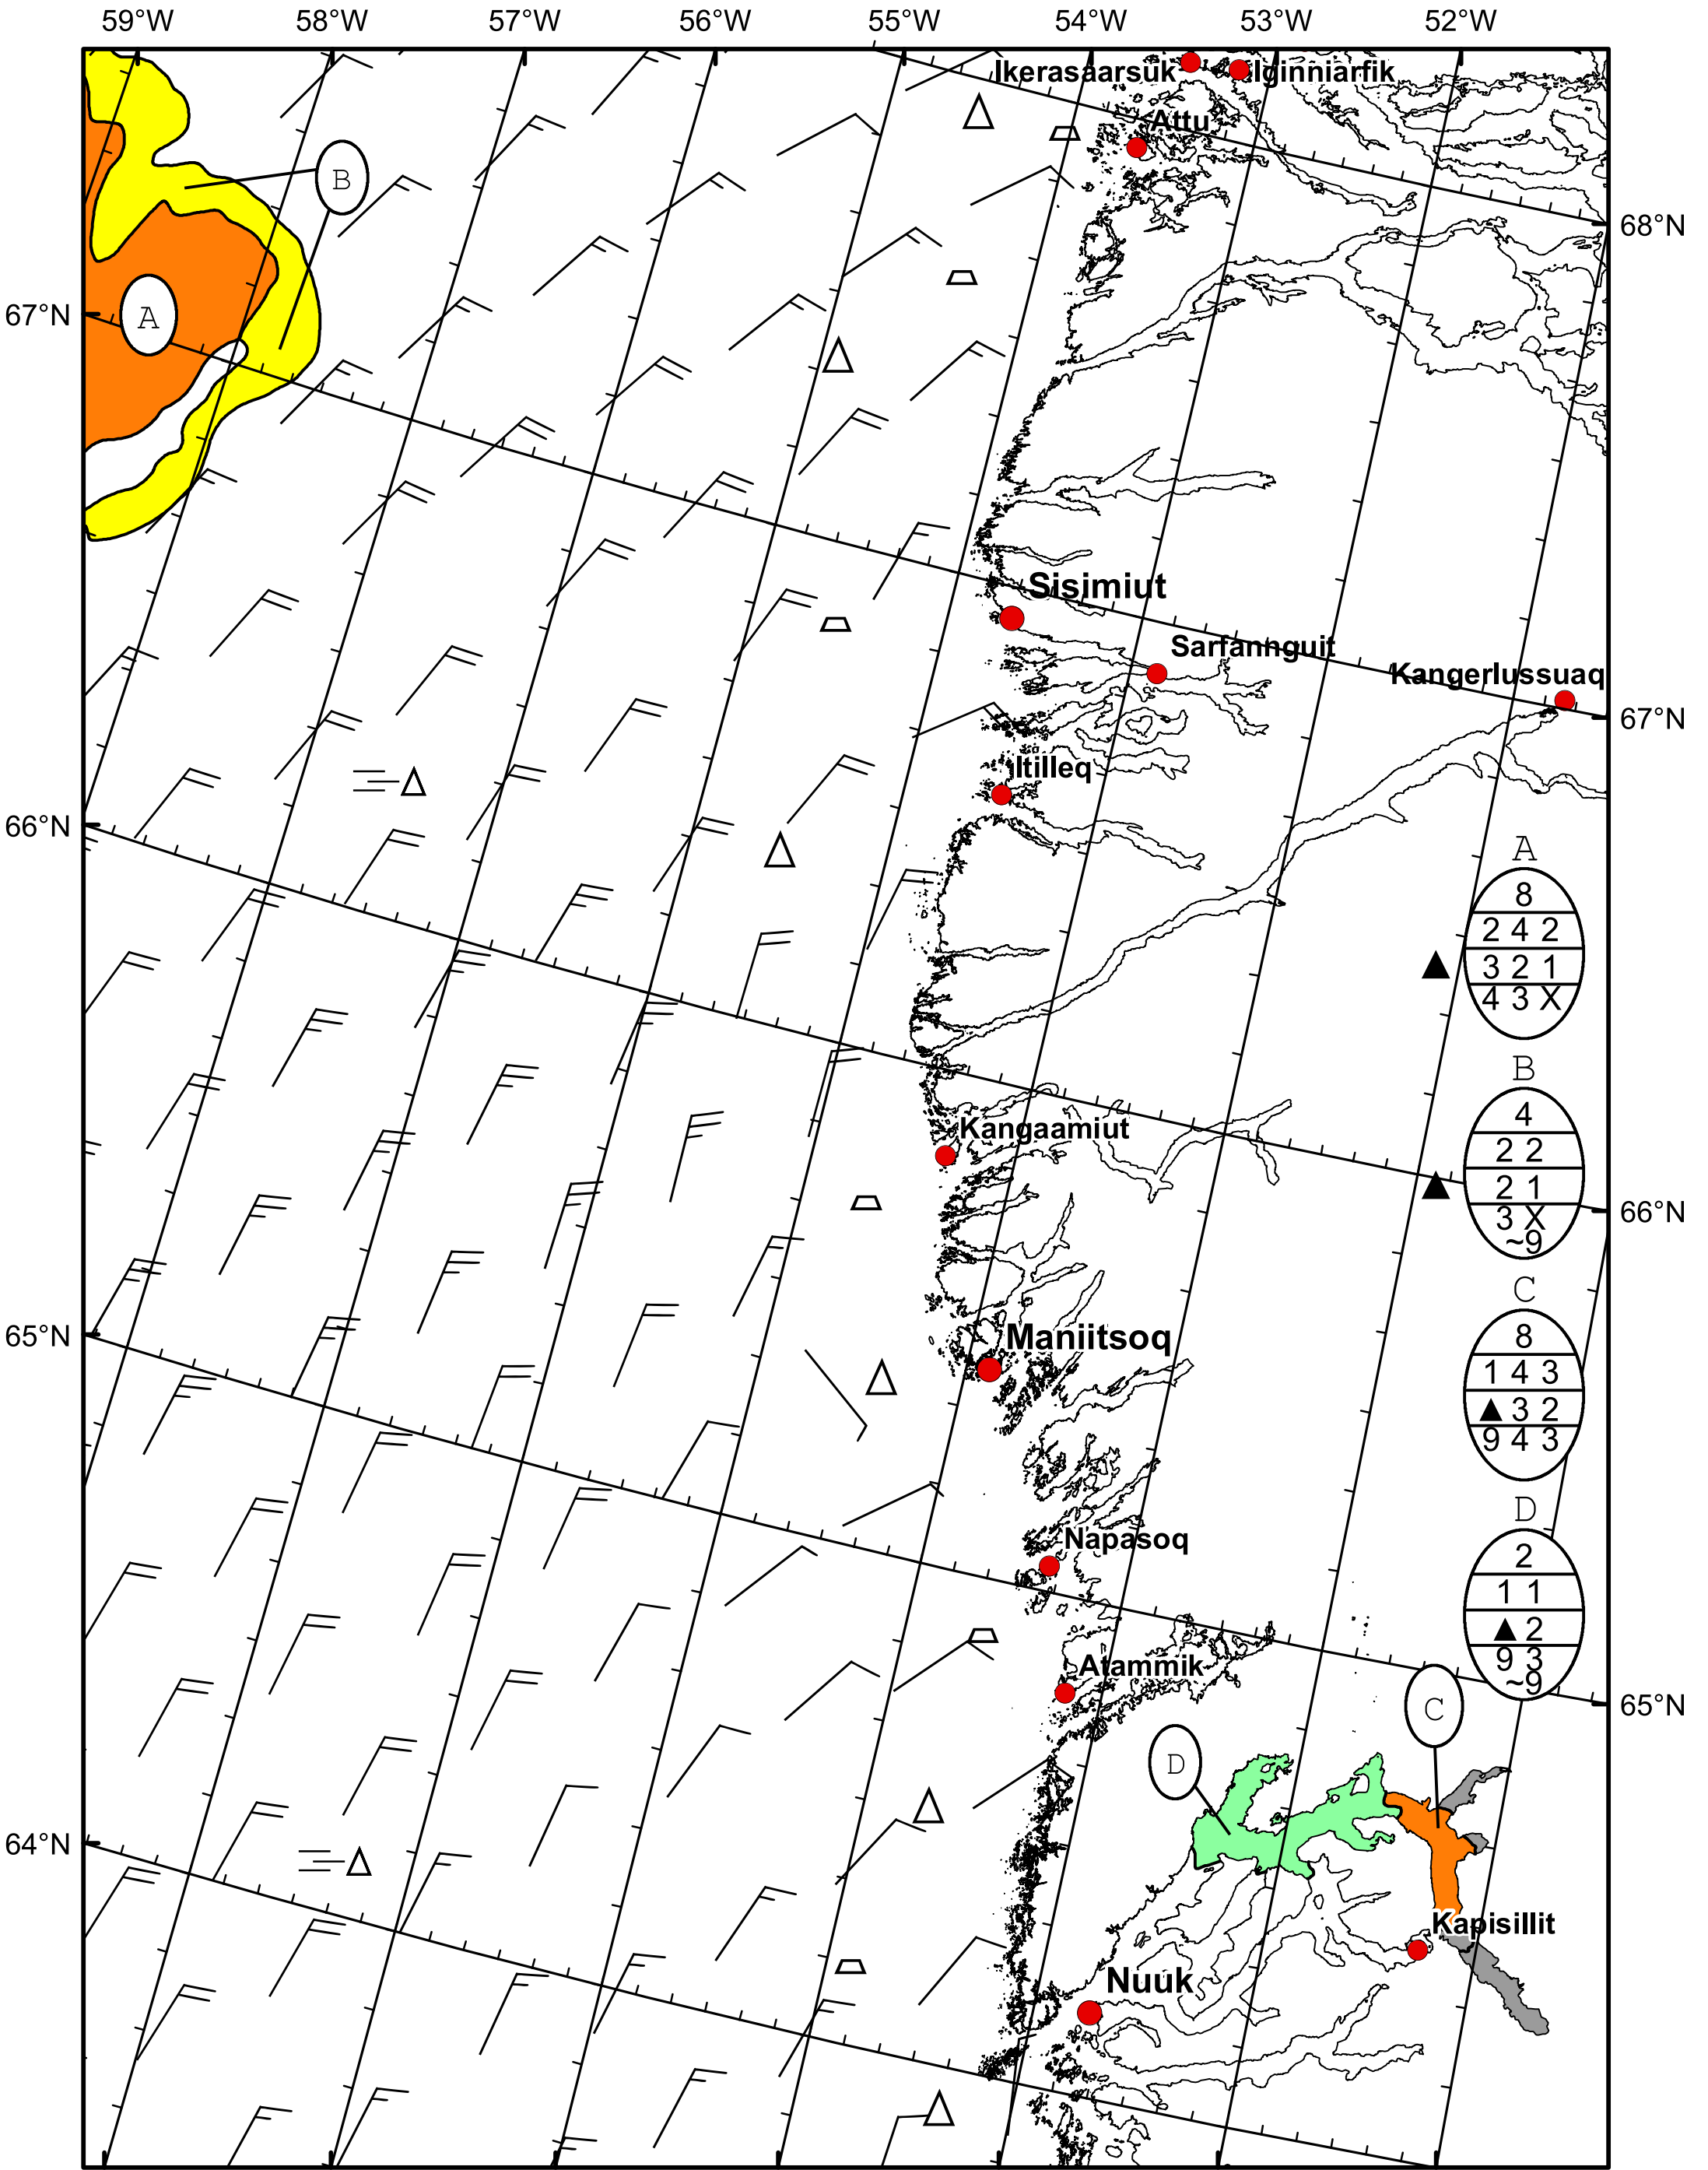 59°W 58°W 57°W 56°W 55°W 54°W 53°W 52°W
Ikerasaarsuk Iginniarfik
Attu
B
68°N
67°N
A
Sisimiut
Sarfannguit
Kangerlussuaq
67°N
Itilleq
66°N
A
8
2 4 2
3 2 1
4 3 X
B
4
2 2
2 1
3 X
~9
Kangaamiut
66°N
C
8
1 4 3
▲ 3 2
9 4 3
65°N
Maniitsoq
D
2
1 1
▲ 2
9 3
~9
Napasoq
Atammik
65°N
C
D
64°N
Kapisillit
Nuuk